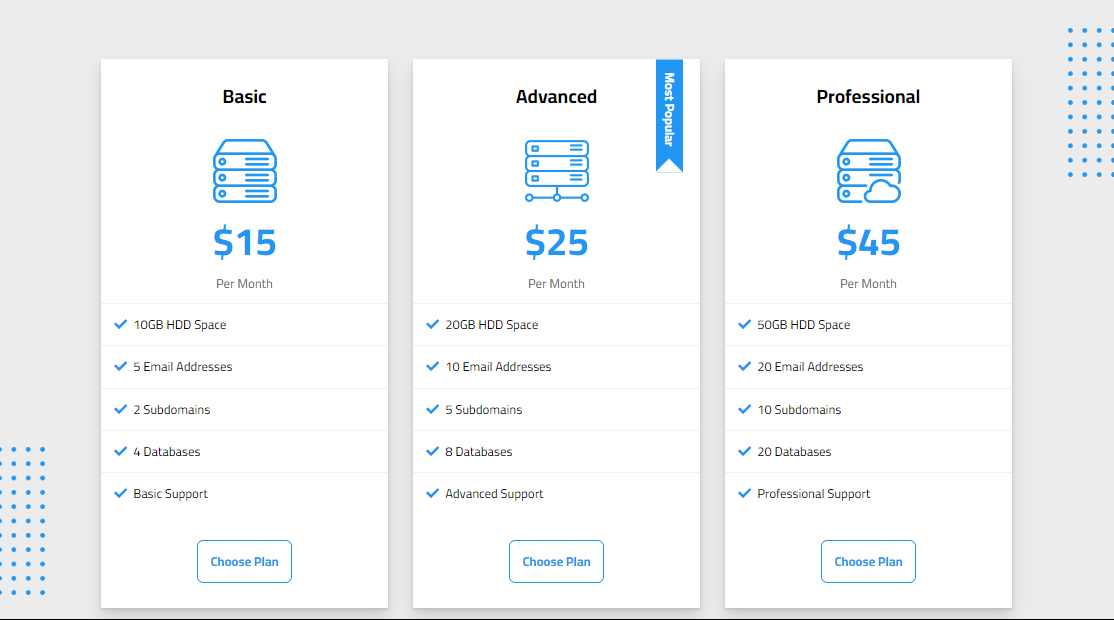 Basic
$15
Per Month
10GB HDD Space
5 Email Addresses
2 Subdomains
4 Databases
Basic Support
Choose Plan
Advanced
Most Popular
$25
Per Month
20GB HDD Space
10 Email Addresses
5 Subdomains
8 Databases
Advanced Support
Choose Plan
Professional
$45
Per Month
50GB HDD Space
20 Email Addresses
10 Subdomains
20 Databases
Professional Support
Choose Plan